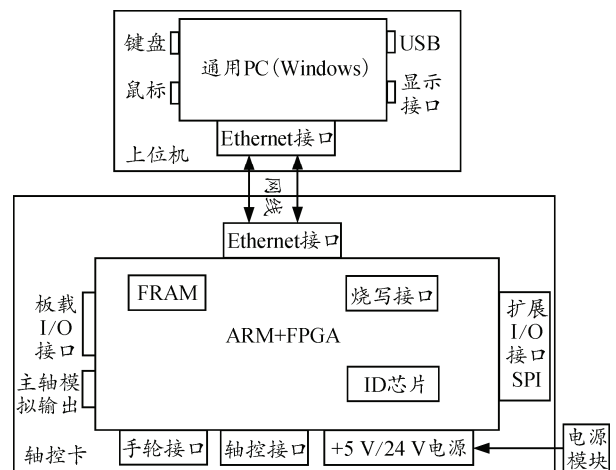 键盘
USB
通用PC(Windows)
鼠标
显示
接口
Ethernet接口
上位机
网线
Ethernet接口
FRAM
烧写接口
板载
I/O
接口
ARM+FPGA
扩展
I/O
接口
SPI
主轴模
拟输出
ID芯片
手轮接口
轴控接口
+5 V/24 V电源
电源
模块
轴控卡